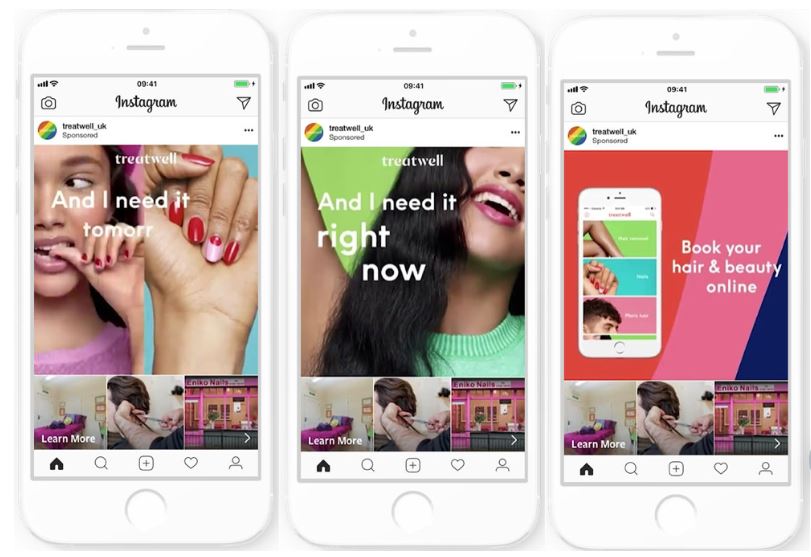 09:41
Instagram
treatwell_uk
Sponsored
treatwell
And I need it
tomorr
Eniko Nails
Learn More
09:41
Instagram
treatwell_uk
Sponsored
treatwell
And I need it
right
now
Eniko Nails
Learn More
09:41
Instagram
treatwell_uk
Sponsored
treatwell
Hair removal
Nails
Men's hair
Book your
hair & beauty
online
Eniko Nails
Learn More